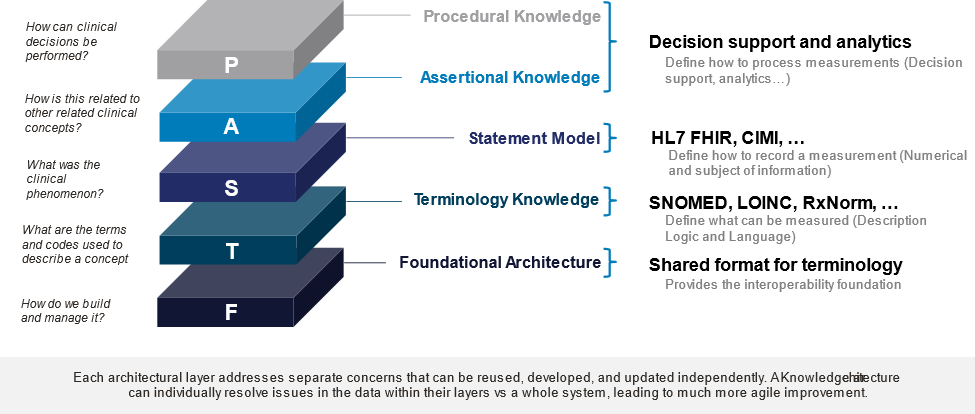 How can clinical
decisions be
performed?
P
Procedural Knowledge
Decision support and analytics
Define how to process measurements (Decision
support, analytics…)
How is this related to
other related clinical
concepts?
A
Assertional Knowledge
What was the
clinical
phenomenon?
S
Statement Model
HL7 FHIR, CIMI, …
Define how to record a measurement (Numerical
and subject of information)
What are the terms
and codes used to
describe a concept
T
Terminology Knowledge
SNOMED, LOINC, RxNorm, …
Define what can be measured (Description
Logic and Language)
How do we build
and manage it?
F
Foundational Architecture
Shared format for terminology
Provides the interoperability foundation
Each architectural layer addresses separate concerns that can be reused, developed, and updated independently. A Knowledge
can individually resolve issues in the data within their layers vs a whole system, leading to much more agile improvement.